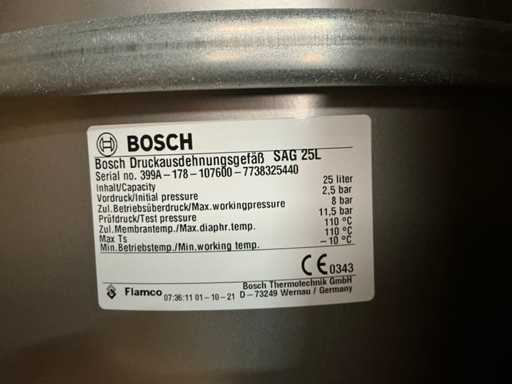 BOSCH
Bosch Druckausdehnungsgefäß SAG 25L
Serial no. 399A-178-107600-7738325440
Inhalt/Capacity 25 liter
Vordruck/Initial pressure 2,5 bar
Zul.Betriebsüberdruck/Max.workingpressure 8 bar
Prüfdruck/Test pressure 11,5 bar
Zul.Membrantemp./Max.diaphr.temp. 110 °C
Max Ts 110 °C
Min.Betriebstemp./Min.working temp. -10 °C
CE 0343
Flamco 07:36:11 01-10-21 Bosch Thermotechnik GmbH
D-73249 Wernau / Germany